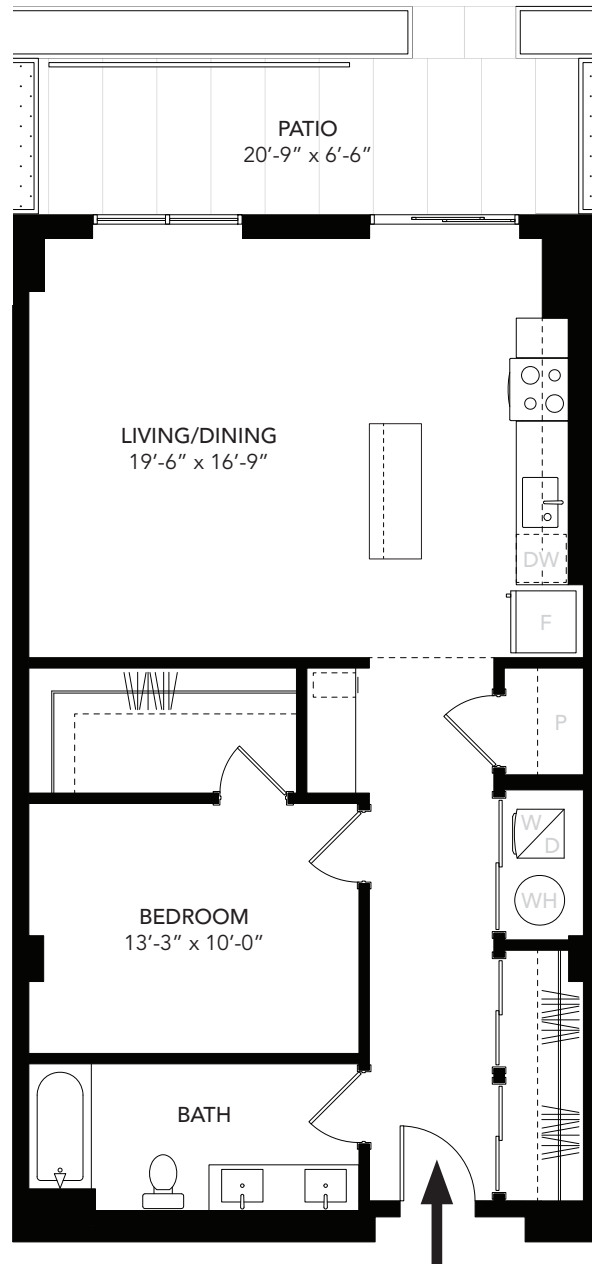 PATIO
20’-9” x 6’-6”
LIVING/DINING
19’-6” x 16’-9”
DW
F
P
W
D
WH
BEDROOM
13’-3” x 10’-0”
BATH